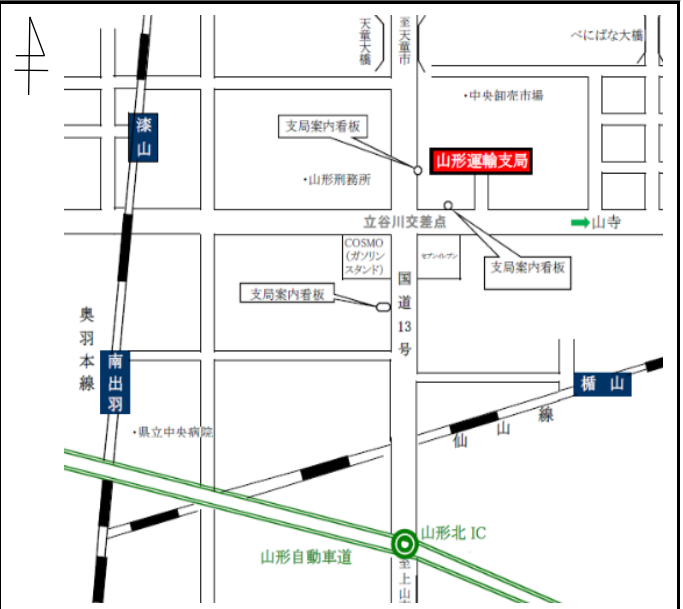 天童大橋
至天童市
べにばな大橋
・中央卸売市場
漆山
支局案内看板
山形運輸支局
・山形刑務所
立谷川交差点
山寺
COSMO
(ガソリン
スタンド)
セブンイレブン
支局案内看板
支局案内看板
国道13号
奥羽本線
南出羽
楯山
仙山線
・県立中央病院
山形北 IC
山形自動車道
至上山市